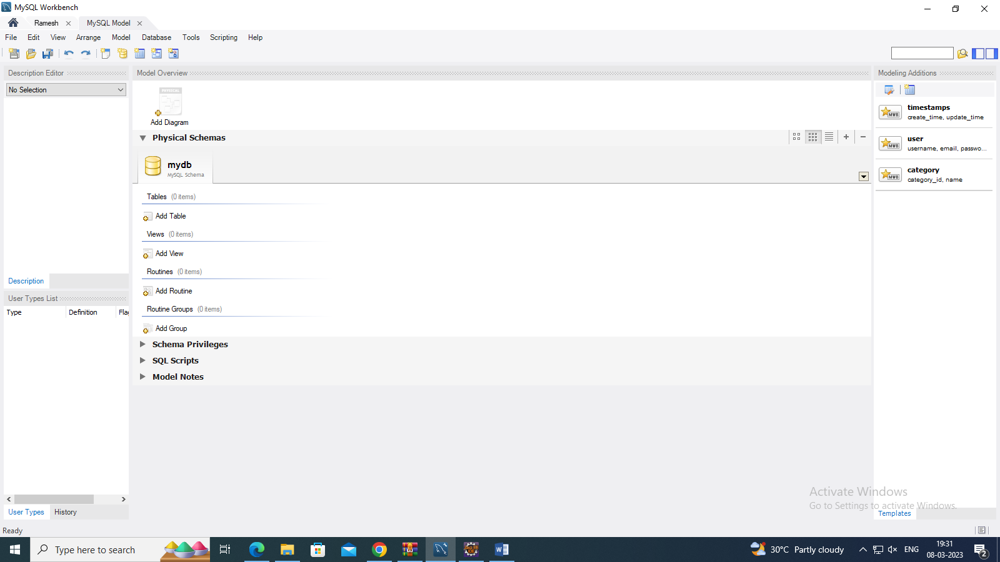 MySQL Workbench
Ramesh
MySQL Model
File Edit View Arrange Model Database Tools Scripting Help
Description Editor
No Selection
Description
User Types List
Type Definition Flag
User Types History
Model Overview
PHYSICAL
Add Diagram
Physical Schemas
mydb
MySQL Schema
Tables (0 items)
Add Table
Views (0 items)
Add View
Routines (0 items)
Add Routine
Routine Groups (0 items)
Add Group
Schema Privileges
SQL Scripts
Model Notes
Modeling Additions
MWB
timestamps
create_time, update_time
MWB
user
username, email, passwo...
MWB
category
category_id, name
Activate Windows
Go to Settings to activate Windows.
Templates
Ready
Type here to search
30°C Partly cloudy
ENG
19:31
08-03-2023
2